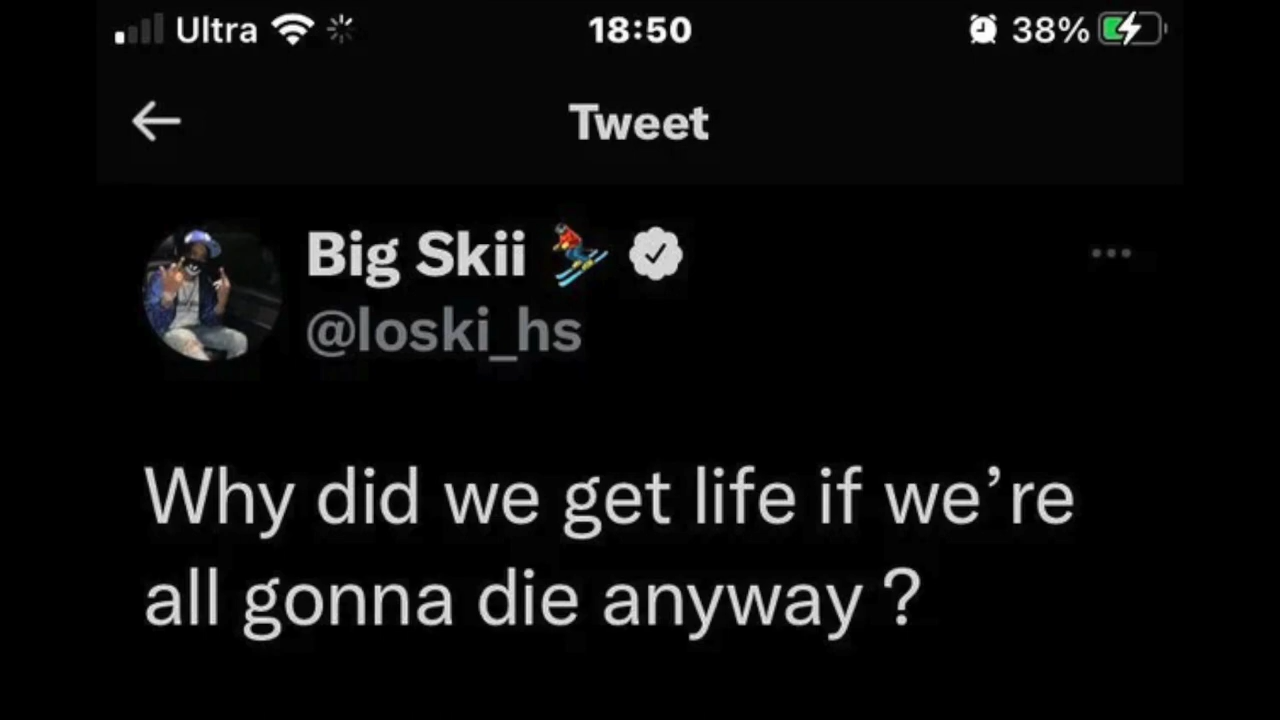 Ultra 18:50 38%
Tweet
Big Skii
@loski_hs
Why did we get life if we’re
all gonna die anyway ?